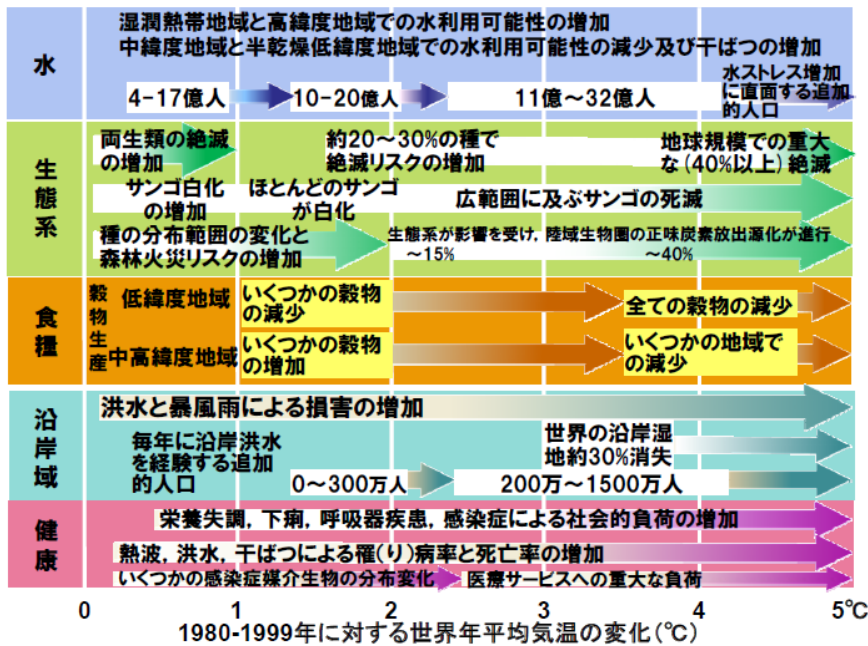 水
湿潤熱帯地域と高緯度地域での水利用可能性の増加
中緯度地域と半乾燥低緯度地域での水利用可能性の減少及び干ばつの増加
4-17億人
10-20億人
11億～32億人
水ストレス増加
に直面する追加
的人口
生態系
両生類の絶滅
の増加
約20～30%の種で
絶滅リスクの増加
地球規模での重大
な(40%以上)絶滅
サンゴ白化
の増加
ほとんどのサンゴ
が白化
広範囲に及ぶサンゴの死滅
種の分布範囲の変化と
森林火災リスクの増加
生態系が影響を受け，陸域生物圏の正味炭素放出源化が進行
～15%
～40%
食糧
穀物生産
低緯度地域
いくつかの穀物
の減少
全ての穀物の減少
中高緯度地域
いくつかの穀物
の増加
いくつかの地域で
の減少
沿岸域
洪水と暴風雨による損害の増加
毎年に沿岸洪水
を経験する追加
的人口
0～300万人
世界の沿岸湿
地約30%消失
200万～1500万人
健康
栄養失調，下痢，呼吸器疾患，感染症による社会的負荷の増加
熱波，洪水，干ばつによる罹(り)病率と死亡率の増加
いくつかの感染症媒介生物の分布変化
医療サービスへの重大な負荷
0 1 2 3 4 5℃
1980-1999年に対する世界年平均気温の変化(℃)